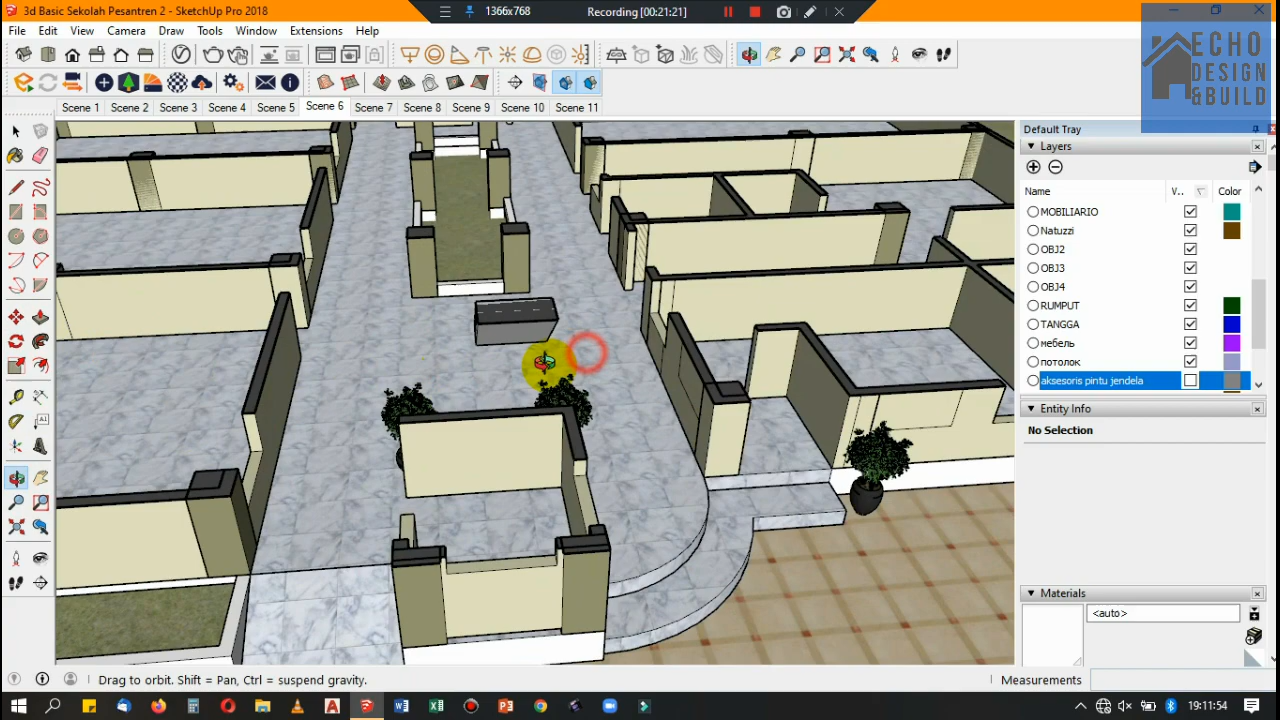 3d Basic Sekolah Pesantren 2 - SketchUp Pro 2018
1366x768
Recording [00:21:21]
File Edit View Camera Draw Tools Window Extensions Help
ECHO
DESIGN
&BUILD
Scene 1 Scene 2 Scene 3 Scene 4 Scene 5 Scene 6 Scene 7 Scene 8 Scene 9 Scene 10 Scene 11
Default Tray
Layers
Name V.. Color
MOBILIARIO
Natuzzi
OBJ2
OBJ3
OBJ4
RUMPUT
TANGGA
мебель
потолок
aksesoris pintu jendela
Entity Info
No Selection
Materials
<auto>
Drag to orbit. Shift = Pan, Ctrl = suspend gravity.
Measurements
19:11:54